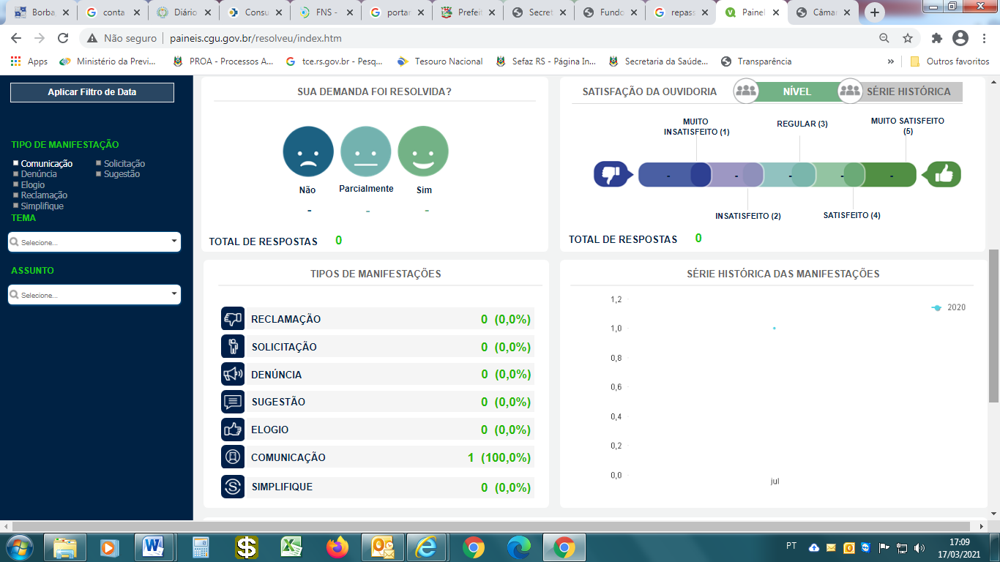 Borba,
conta
Diário
Consu
FNS -
portar
Prefeit
Secret
Fundo
repass
Painel
Câmar
Não seguro | paineis.cgu.gov.br/resolveu/index.htm
Apps
Ministério da Previ...
PROA - Processos A...
tce.rs.gov.br - Pesq...
Tesouro Nacional
Sefaz RS - Página In...
Secretaria da Saúde...
Transparência
»
Outros favoritos
Aplicar Filtro de Data
TIPO DE MANIFESTAÇÃO
Comunicação
Solicitação
Denúncia
Sugestão
Elogio
Reclamação
Simplifique
TEMA
Selecione...
ASSUNTO
Selecione...
SUA DEMANDA FOI RESOLVIDA?
Não
Parcialmente
Sim
-
-
-
TOTAL DE RESPOSTAS 0
SATISFAÇÃO DA OUVIDORIA
NÍVEL
SÉRIE HISTÓRICA
MUITO
INSATISFEITO (1)
REGULAR (3)
MUITO SATISFEITO
(5)
- - - - -
INSATISFEITO (2)
SATISFEITO (4)
TOTAL DE RESPOSTAS 0
TIPOS DE MANIFESTAÇÕES
RECLAMAÇÃO 0 (0,0%)
SOLICITAÇÃO 0 (0,0%)
DENÚNCIA 0 (0,0%)
SUGESTÃO 0 (0,0%)
ELOGIO 0 (0,0%)
COMUNICAÇÃO 1 (100,0%)
SIMPLIFIQUE 0 (0,0%)
SÉRIE HISTÓRICA DAS MANIFESTAÇÕES
1,2
2020
1,0
0,8
0,6
0,4
0,2
0,0
jul
PT
17:09
17/03/2021